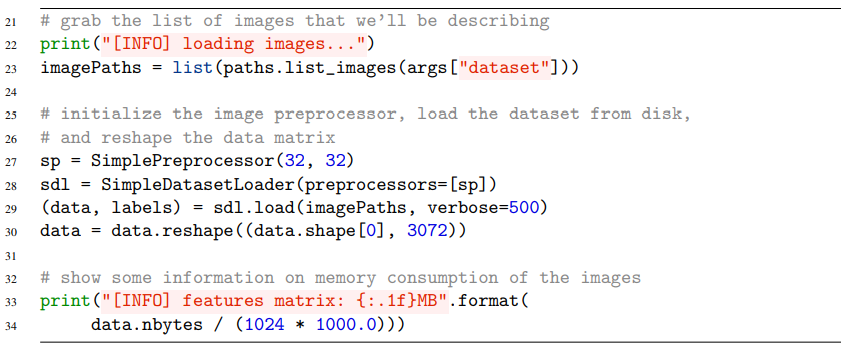 21 # grab the list of images that we’ll be describing
22 print("[INFO] loading images...")
23 imagePaths = list(paths.list_images(args["dataset"]))
24
25 # initialize the image preprocessor, load the dataset from disk,
26 # and reshape the data matrix
27 sp = SimplePreprocessor(32, 32)
28 sdl = SimpleDatasetLoader(preprocessors=[sp])
29 (data, labels) = sdl.load(imagePaths, verbose=500)
30 data = data.reshape((data.shape[0], 3072))
31
32 # show some information on memory consumption of the images
33 print("[INFO] features matrix: {:.1f}MB".format(
34     data.nbytes / (1024 * 1000.0)))